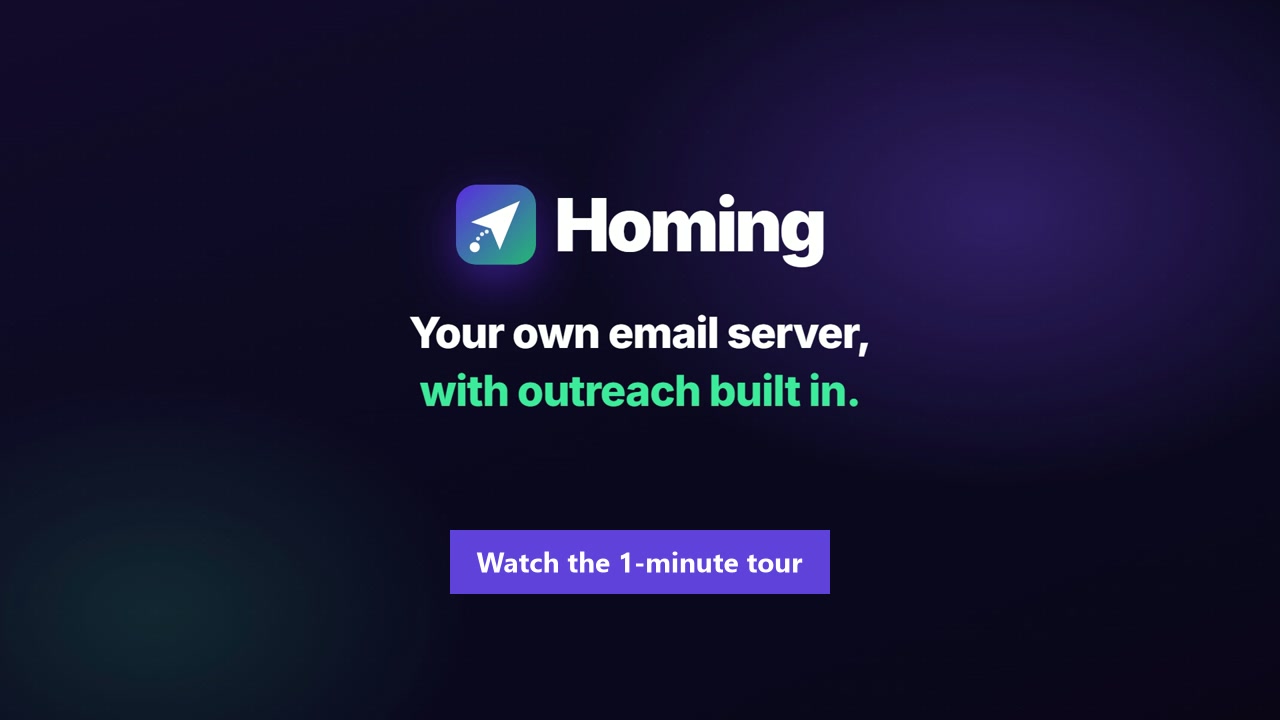 Homing
Your own email server,
with outreach built in.
Watch the 1-minute tour